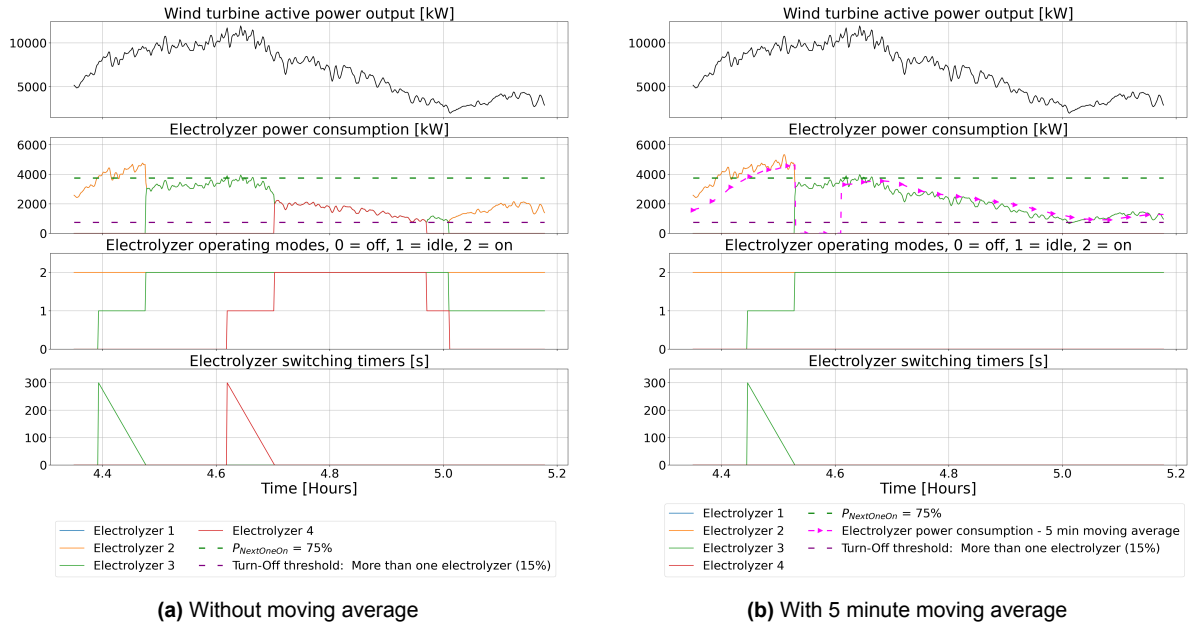 Wind turbine active power output [kW]
10000
5000
Electrolyzer power consumption [kW]
6000
4000
2000
0
Electrolyzer operating modes, 0 = off, 1 = idle, 2 = on
2
1
0
Electrolyzer switching timers [s]
300
200
100
0
4.4 4.6 4.8 5.0 5.2
Time [Hours]
Electrolyzer 1
Electrolyzer 2
Electrolyzer 3
Electrolyzer 4
P_NextOneOn = 75%
Turn-Off threshold: More than one electrolyzer (15%)
(a) Without moving average
Wind turbine active power output [kW]
10000
5000
Electrolyzer power consumption [kW]
6000
4000
2000
0
Electrolyzer operating modes, 0 = off, 1 = idle, 2 = on
2
1
0
Electrolyzer switching timers [s]
300
200
100
0
4.4 4.6 4.8 5.0 5.2
Time [Hours]
Electrolyzer 1
Electrolyzer 2
Electrolyzer 3
Electrolyzer 4
P_NextOneOn = 75%
Electrolyzer power consumption - 5 min moving average
Turn-Off threshold: More than one electrolyzer (15%)
(b) With 5 minute moving average